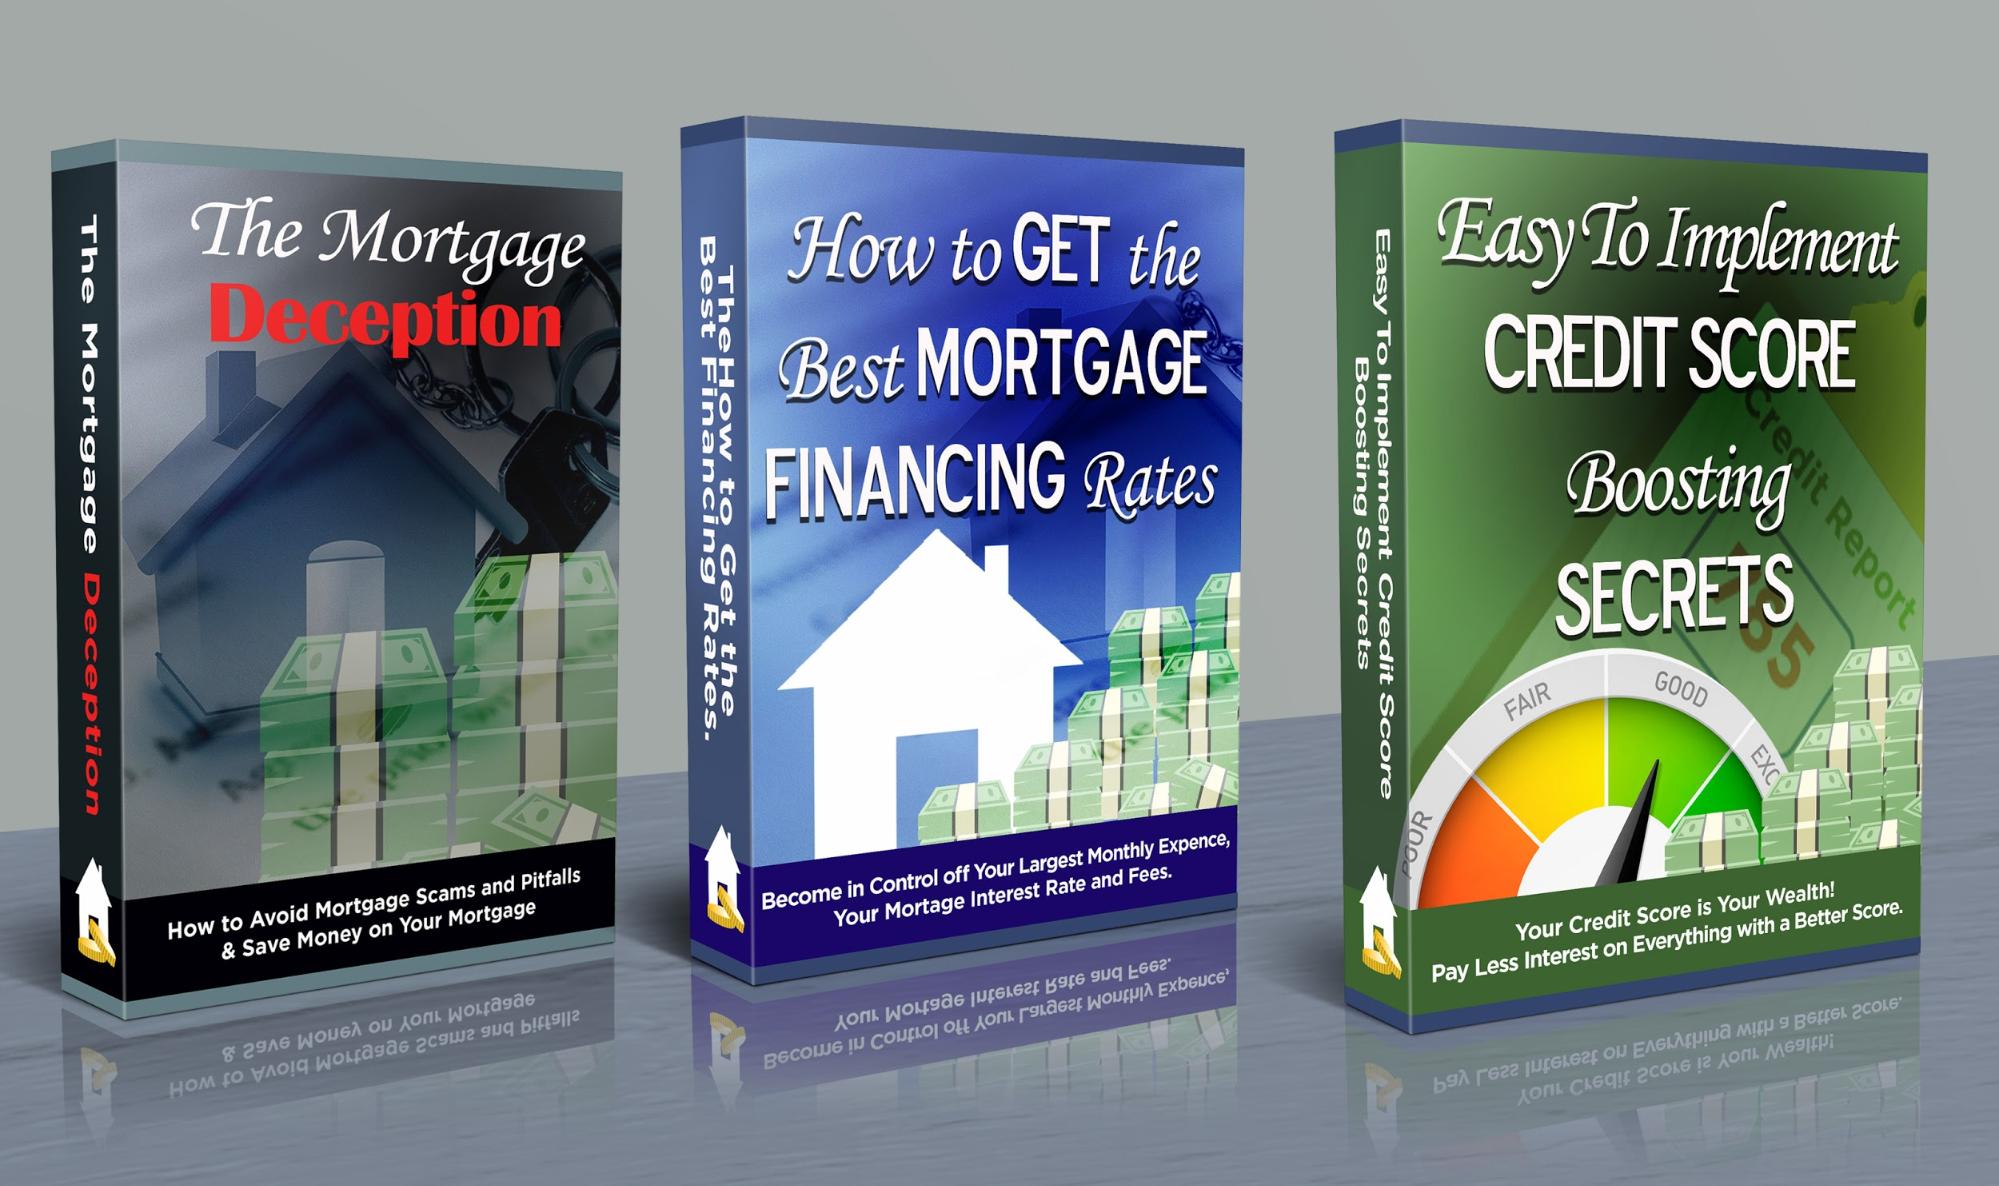 The Mortgage Deception
The Mortgage
Deception
How to Avoid Mortgage Scams and Pitfalls
& Save Money on Your Mortgage
TheHow to Get the
Best Financing Rates.
How to GET the
Best MORTGAGE
FINANCING Rates
Become in Control off Your Largest Monthly Expence,
Your Mortage Interest Rate and Fees.
Easy To Implement Credit Score
Boosting Secrets
Easy To Implement
CREDIT SCORE
Boosting
SECRETS
Credit Report
765
POOR
FAIR
GOOD
EXC
Your Credit Score is Your Wealth!
Pay Less Interest on Everything with a Better Score.